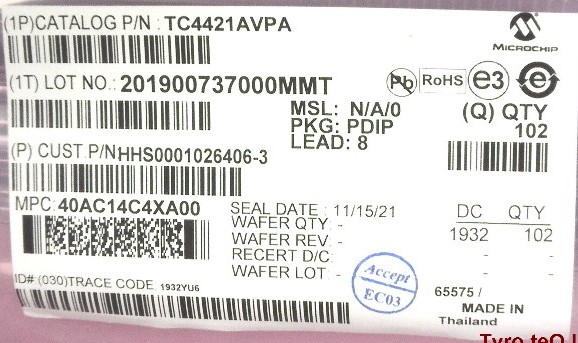 (1P)CATALOG P/N : TC4421AVPA
MICROCHIP
(1T) LOT NO.: 201900737000MMT
Pb RoHS e3 e
MSL: N/A/0
PKG: PDIP
LEAD: 8
(Q) QTY
102
(P) CUST.P/N HHS0001026406-3
MPC: 40AC14C4XA00
SEAL DATE : 11/15/21
WAFER QTY: -
WAFER REV: -
RECERT D/C: -
WAFER LOT: -
DC QTY
1932 102
- -
- -
Accept
EC03
ID#:(030)TRACE CODE: 1932YU6
65575 /
MADE IN
Thailand